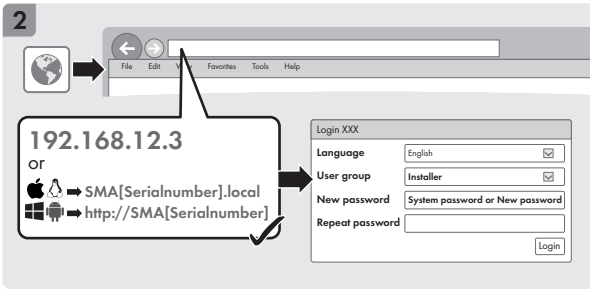 2
File Edit View Favorites Tools Help
192.168.12.3
or
SMA[Serialnumber].local
http://SMA[Serialnumber]
Login XXX
Language English
User group Installer
New password System password or New password
Repeat password
Login